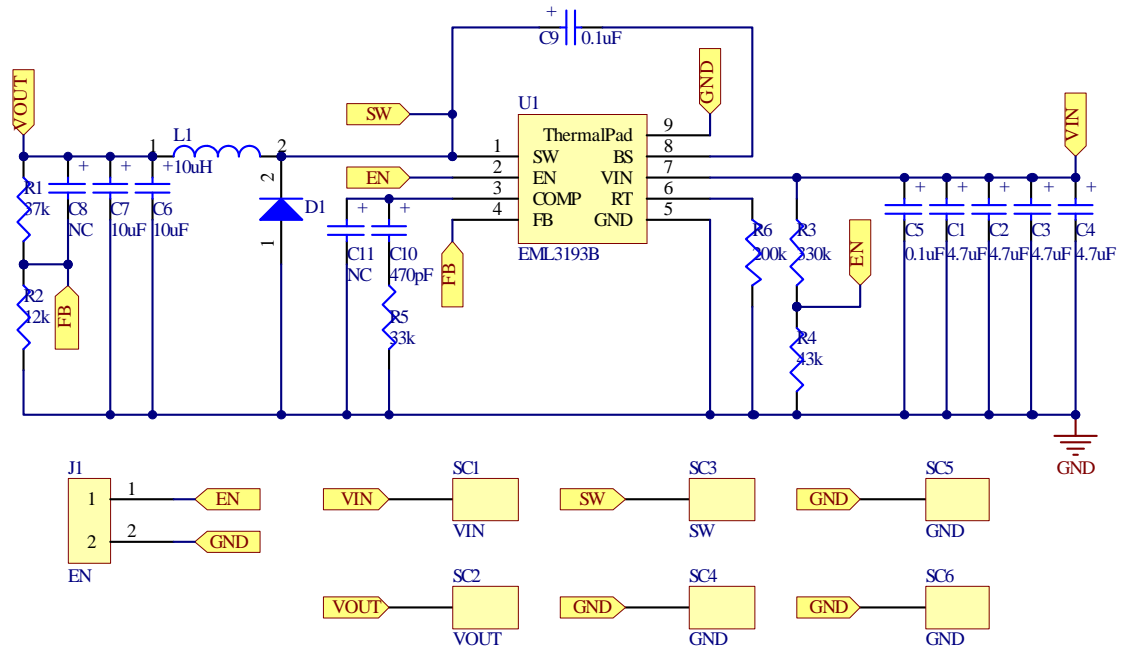 +
C9 0.1uF
VOUT
GND
VIN
SW
U1
1 L1 2
10uH
ThermalPad 9
1 SW BS 8
EN 2 EN VIN 7
3 COMP RT 6
4 FB GND 5
EML3193B
R1
37k
+ C8
NC
+ C7
10uF
+ C6
10uF
2
D1
1
R2
12k
FB
+ C11
NC
+ C10
470pF
R5
33k
FB
R6
200k
R3
330k
EN
R4
43k
+ C5
0.1uF
+ C1
4.7uF
+ C2
4.7uF
+ C3
4.7uF
+ C4
4.7uF
GND
J1
1 1 EN
2 2 GND
EN
SC1
VIN
VIN
SC3
SW
SW
SC5
GND
GND
SC2
VOUT
VOUT
SC4
GND
GND
SC6
GND
GND